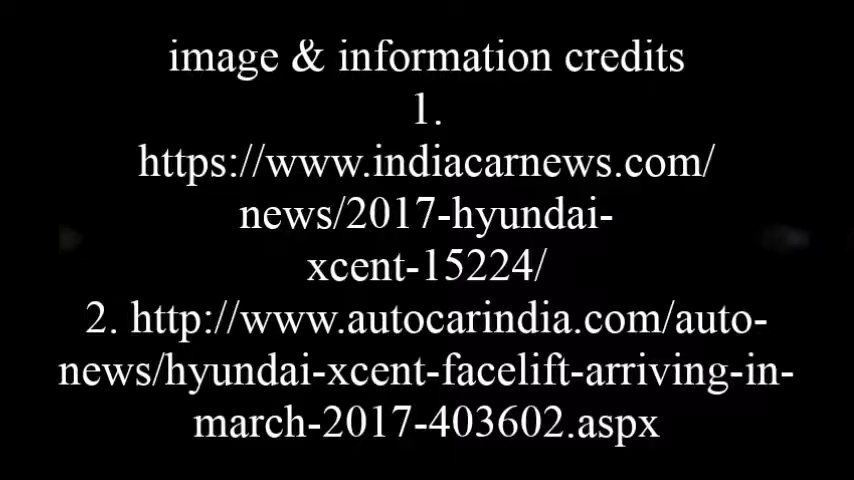 image & information credits
1.
https://www.indiacarnews.com/
news/2017-hyundai-
xcent-15224/
2. http://www.autocarindia.com/auto-
news/hyundai-xcent-facelift-arriving-in-
march-2017-403602.aspx